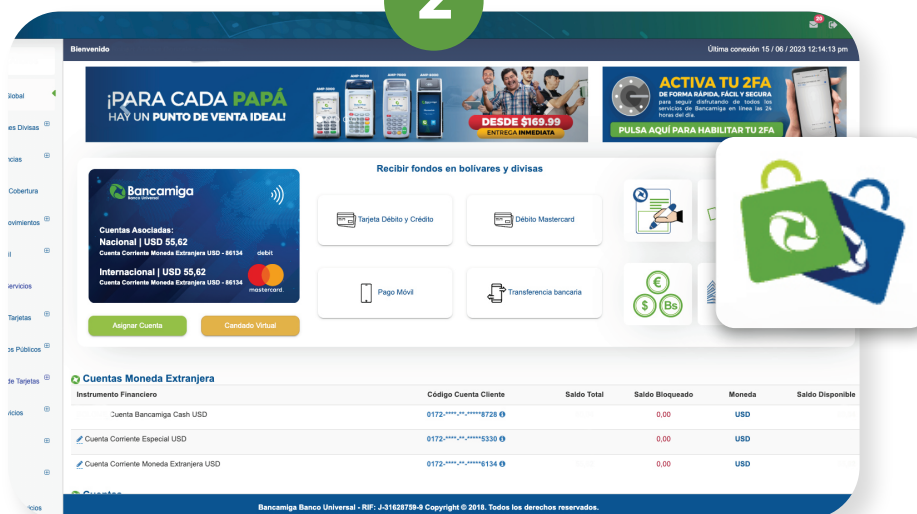 2
20
Bienvenido
Última conexión 15 / 06 / 2023 12:14:13 pm
Global
es Divisas
ncias
Cobertura
ovimientos
il
Servicios
Tarjetas
os Públicos
de Tarjetas
vicios
icios
¡PARA CADA PAPÁ
HAY UN PUNTO DE VENTA IDEAL!
DESDE $169.99
ENTREGA INMEDIATA
ACTIVA TU 2FA
DE FORMA RÁPIDA, FÁCIL Y SEGURA
para seguir disfrutando de todos los
servicios de Bancamiga en línea las 24
horas del día.
PULSA AQUÍ PARA HABILITAR TU 2FA
Bancamiga
Banco Universal
Cuentas Asociadas:
Nacional | USD 55,62
Cuenta Corriente Moneda Extranjera USD - 86134
debit
Internacional | USD 55,62
Cuenta Corriente Moneda Extranjera USD - 86134
mastercard.
Asignar Cuenta
Candado Virtual
Recibir fondos en bolívares y divisas
Tarjeta Débito y Crédito
Débito Mastercard
Pago Móvil
Transferencia bancaria
€
$
Bs
Cuentas Moneda Extranjera
Instrumento Financiero Código Cuenta Cliente Saldo Total Saldo Bloqueado Moneda Saldo Disponible
Cuenta Bancamiga Cash USD 0172-****-**-*****8728 0,00 USD
Cuenta Corriente Especial USD 0172-****-**-*****5330 0,00 USD
Cuenta Corriente Moneda Extranjera USD 0172-****-**-*****6134 0,00 USD
Cuentas
Bancamiga Banco Universal - RIF: J-31628759-9 Copyright © 2018. Todos los derechos reservados.